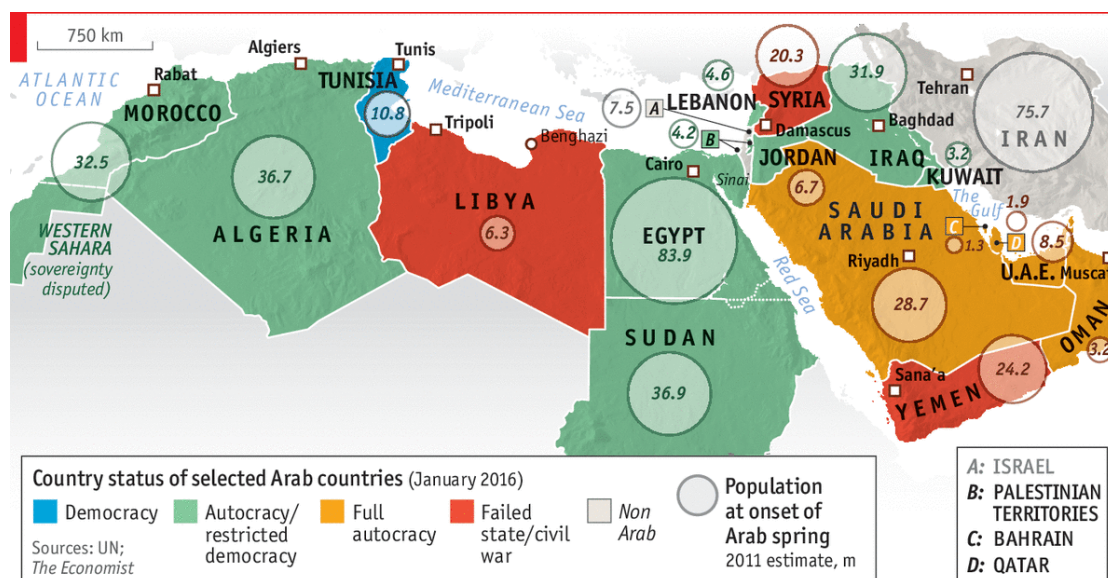 750 km
Algiers
Tunis
ATLANTIC
OCEAN
Rabat
TUNISIA
MOROCCO
10.8
Mediterranean Sea
Tripoli
Benghazi
32.5
36.7
ALGERIA
LIBYA
6.3
WESTERN
SAHARA
(sovereignty
disputed)
4.6
7.5
A
LEBANON
20.3
SYRIA
31.9
Tehran
75.7
IRAN
4.2
B
Damascus
Baghdad
Cairo
Sinai
JORDAN
IRAQ
3.2
KUWAIT
6.7
The
Gulf
1.9
EGYPT
83.9
SAUDI
ARABIA
C
1.3
D
8.5
Riyadh
U.A.E.
Muscat
Red Sea
28.7
OMAN
3.2
SUDAN
36.9
Sana'a
24.2
YEMEN
Country status of selected Arab countries (January 2016)
Democracy
Autocracy/
restricted
democracy
Full
autocracy
Failed
state/civil
war
Non
Arab
Population
at onset of
Arab spring
2011 estimate, m
Sources: UN;
The Economist
A: ISRAEL
B: PALESTINIAN
TERRITORIES
C: BAHRAIN
D: QATAR